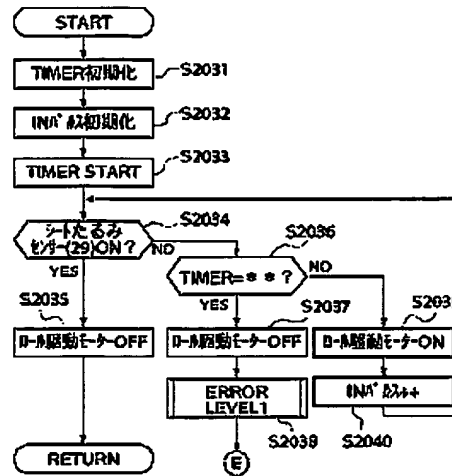 START
TIMER初期化
S2031
INパルス初期化
S2032
TIMER START
S2033
シートたるみ
センサー(29)ON?
S2034
NO
YES
TIMER=**?
S2036
NO
YES
S2035
ロール駆動モーターOFF
S2037
ロール駆動モーターOFF
S203
ロール駆動モーターON
ERROR
LEVEL1
S2038
INパルス++
S2040
RETURN
E